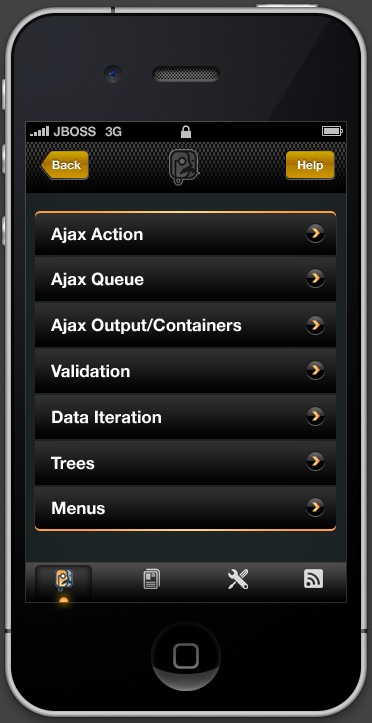 JBOSS 3G
Back
Help
Ajax Action
Ajax Queue
Ajax Output/Containers
Validation
Data Iteration
Trees
Menus